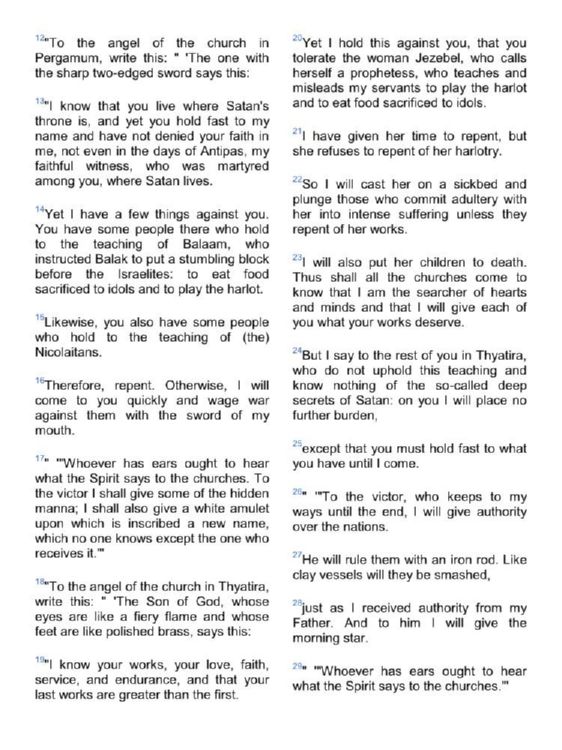 12"To the angel of the church in
Pergamum, write this: " 'The one with
the sharp two-edged sword says this:
13"I know that you live where Satan's
throne is, and yet you hold fast to my
name and have not denied your faith in
me, not even in the days of Antipas, my
faithful witness, who was martyred
among you, where Satan lives.
14Yet I have a few things against you.
You have some people there who hold
to the teaching of Balaam, who
instructed Balak to put a stumbling block
before the Israelites: to eat food
sacrificed to idols and to play the harlot.
15Likewise, you also have some people
who hold to the teaching of (the)
Nicolaitans.
16Therefore, repent. Otherwise, I will
come to you quickly and wage war
against them with the sword of my
mouth.
17" '"Whoever has ears ought to hear
what the Spirit says to the churches. To
the victor I shall give some of the hidden
manna; I shall also give a white amulet
upon which is inscribed a new name,
which no one knows except the one who
receives it."'
18"To the angel of the church in Thyatira,
write this: " 'The Son of God, whose
eyes are like a fiery flame and whose
feet are like polished brass, says this:
19"I know your works, your love, faith,
service, and endurance, and that your
last works are greater than the first.
20Yet I hold this against you, that you
tolerate the woman Jezebel, who calls
herself a prophetess, who teaches and
misleads my servants to play the harlot
and to eat food sacrificed to idols.
21I have given her time to repent, but
she refuses to repent of her harlotry.
22So I will cast her on a sickbed and
plunge those who commit adultery with
her into intense suffering unless they
repent of her works.
23I will also put her children to death.
Thus shall all the churches come to
know that I am the searcher of hearts
and minds and that I will give each of
you what your works deserve.
24But I say to the rest of you in Thyatira,
who do not uphold this teaching and
know nothing of the so-called deep
secrets of Satan: on you I will place no
further burden,
25except that you must hold fast to what
you have until I come.
26" '"To the victor, who keeps to my
ways until the end, I will give authority
over the nations.
27He will rule them with an iron rod. Like
clay vessels will they be smashed,
28just as I received authority from my
Father. And to him I will give the
morning star.
29" '"Whoever has ears ought to hear
what the Spirit says to the churches."'